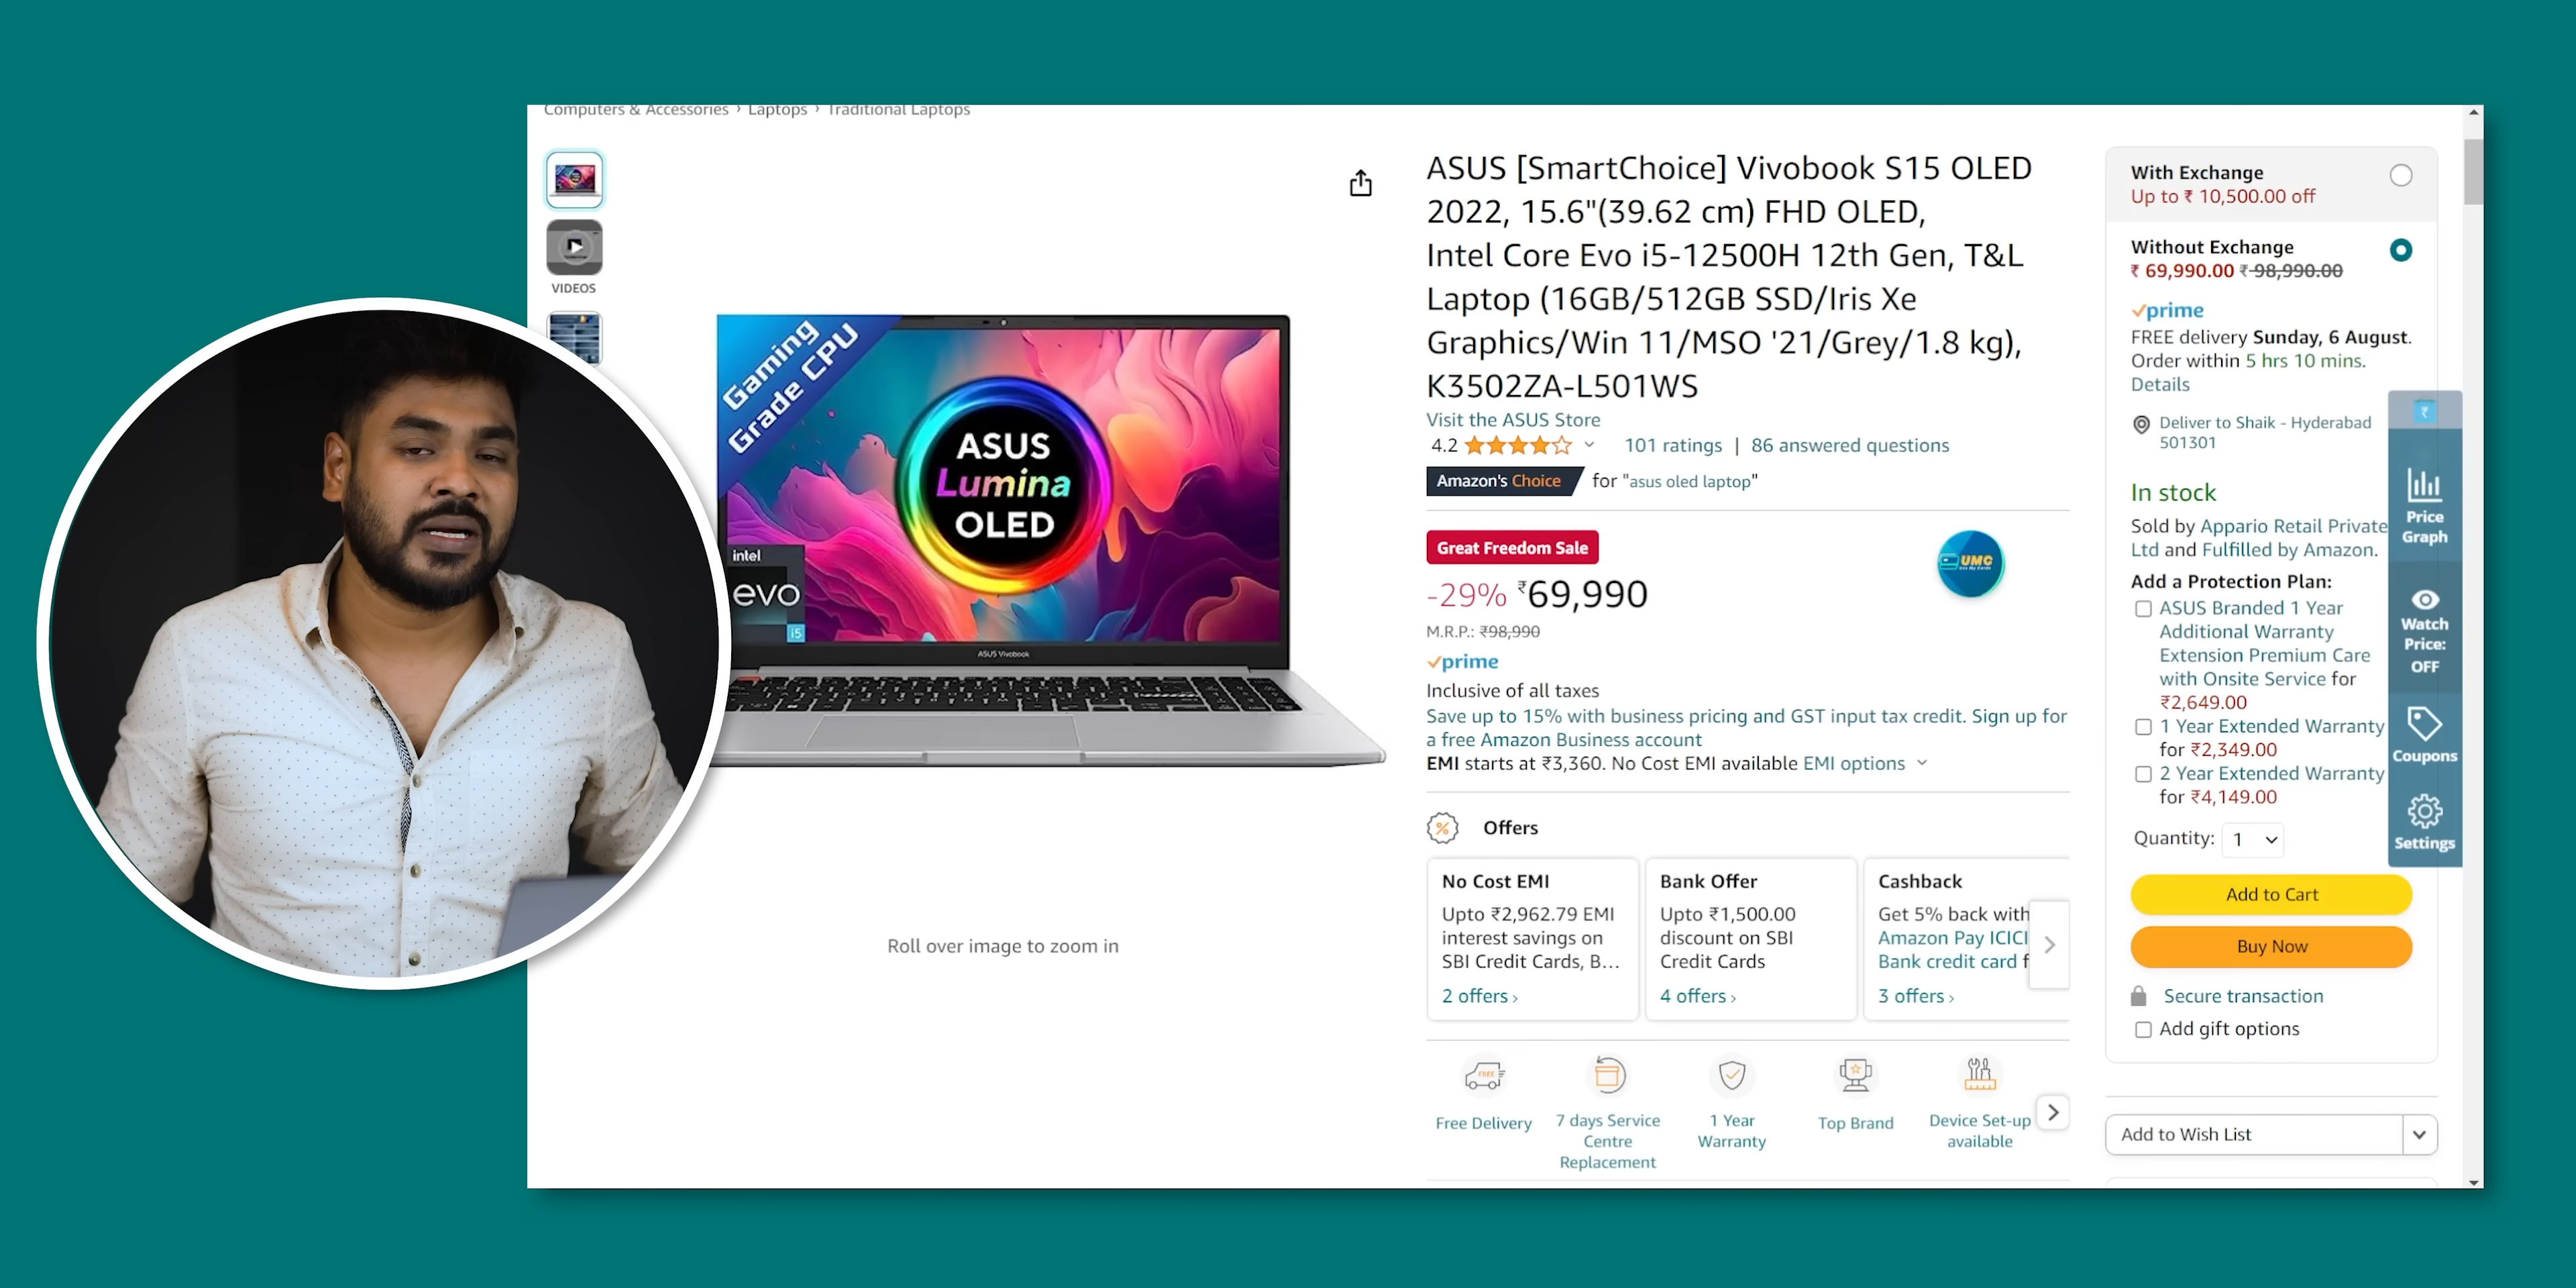 Computers & Accessories › Laptops › Traditional Laptops
VIDEOS
Gaming
Grade CPU
ASUS
Lumina
OLED
intel
evo
i5
ASUS Vivobook
Roll over image to zoom in
ASUS [SmartChoice] Vivobook S15 OLED
2022, 15.6"(39.62 cm) FHD OLED,
Intel Core Evo i5-12500H 12th Gen, T&L
Laptop (16GB/512GB SSD/Iris Xe
Graphics/Win 11/MSO '21/Grey/1.8 kg),
K3502ZA-L501WS
Visit the ASUS Store
4.2 101 ratings | 86 answered questions
Amazon's Choice for "asus oled laptop"
Great Freedom Sale
UMC
-29% ₹69,990
M.R.P.: ₹98,990
prime
Inclusive of all taxes
Save up to 15% with business pricing and GST input tax credit. Sign up for
a free Amazon Business account
EMI starts at ₹3,360. No Cost EMI available EMI options
Offers
No Cost EMI
Upto ₹2,962.79 EMI
interest savings on
SBI Credit Cards, B…
2 offers ›
Bank Offer
Upto ₹1,500.00
discount on SBI
Credit Cards
4 offers ›
Cashback
Get 5% back with
Amazon Pay ICICI
Bank credit card f
3 offers ›
FREE
Free Delivery
7 days Service
Centre
Replacement
1 Year
Warranty
Top Brand
Device Set-up
available
With Exchange
Up to ₹ 10,500.00 off
Without Exchange
₹ 69,990.00 ₹ 98,990.00
prime
FREE delivery Sunday, 6 August.
Order within 5 hrs 10 mins.
Details
Deliver to Shaik - Hyderabad
501301
In stock
Sold by Appario Retail Private
Ltd and Fulfilled by Amazon.
Add a Protection Plan:
ASUS Branded 1 Year
Additional Warranty
Extension Premium Care
with Onsite Service for
₹2,649.00
1 Year Extended Warranty
for ₹2,349.00
2 Year Extended Warranty
for ₹4,149.00
Quantity: 1
Add to Cart
Buy Now
Secure transaction
Add gift options
Add to Wish List
₹
Price
Graph
Watch
Price:
OFF
Coupons
Settings